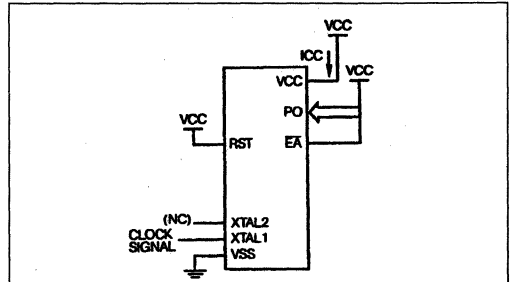 VCC
ICC
VCC
VCC
PO
VCC
RST
EA
(NC)
XTAL2
CLOCK
SIGNAL
XTAL1
VSS